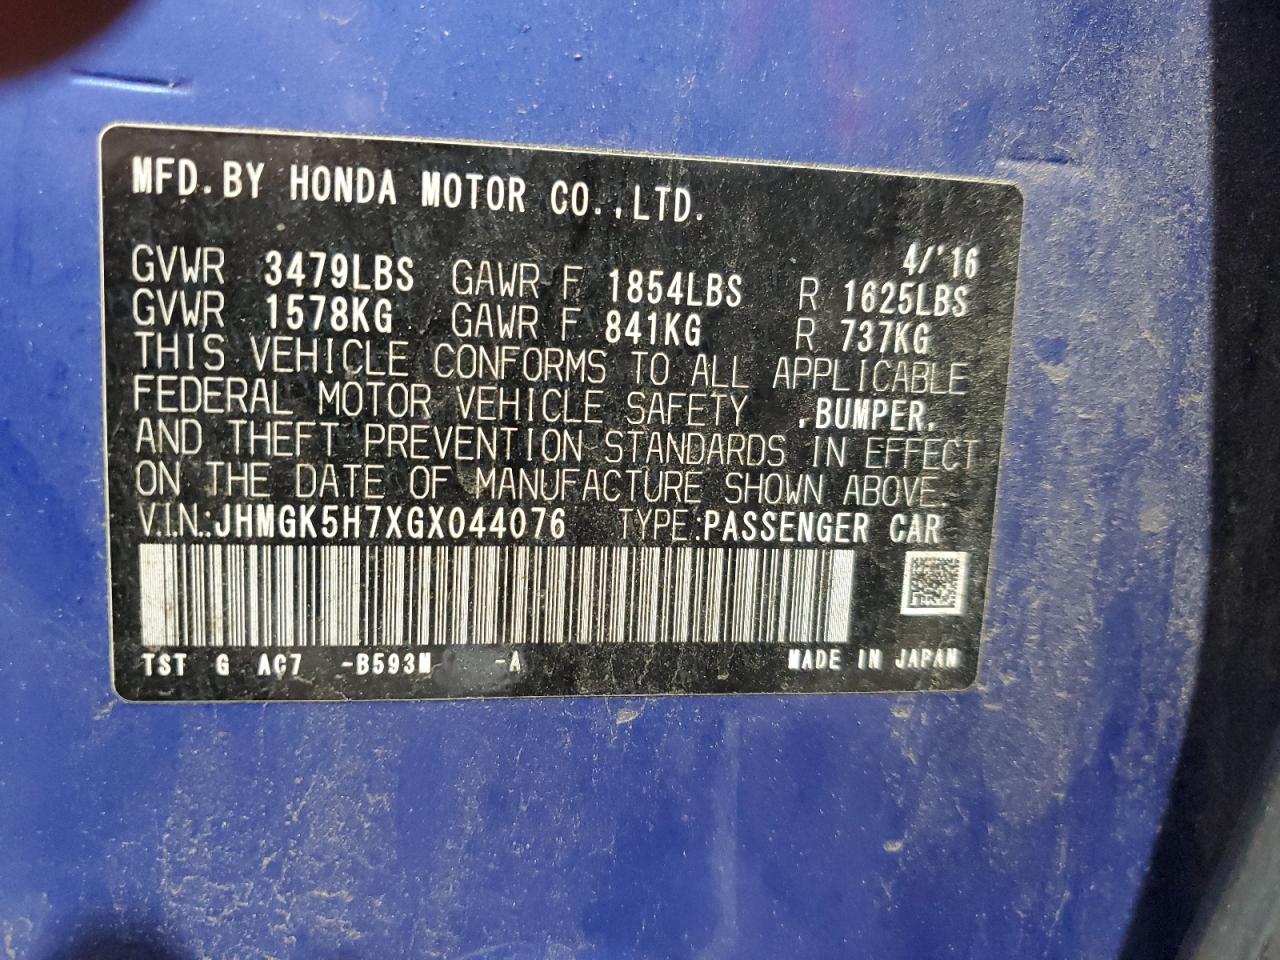 MFD. BY HONDA MOTOR CO., LTD.
4/'16
GVWR 3479LBS GAWR F 1854LBS R 1625LBS
GVWR 1578KG GAWR F 841KG R 737KG
THIS VEHICLE CONFORMS TO ALL APPLICABLE
FEDERAL MOTOR VEHICLE SAFETY ,BUMPER,
AND THEFT PREVENTION STANDARDS IN EFFECT
ON THE DATE OF MANUFACTURE SHOWN ABOVE.
V.I.N.:JHMGK5H7XGX044076 TYPE:PASSENGER CAR
TST G AC7 -B593M -A MADE IN JAPAN